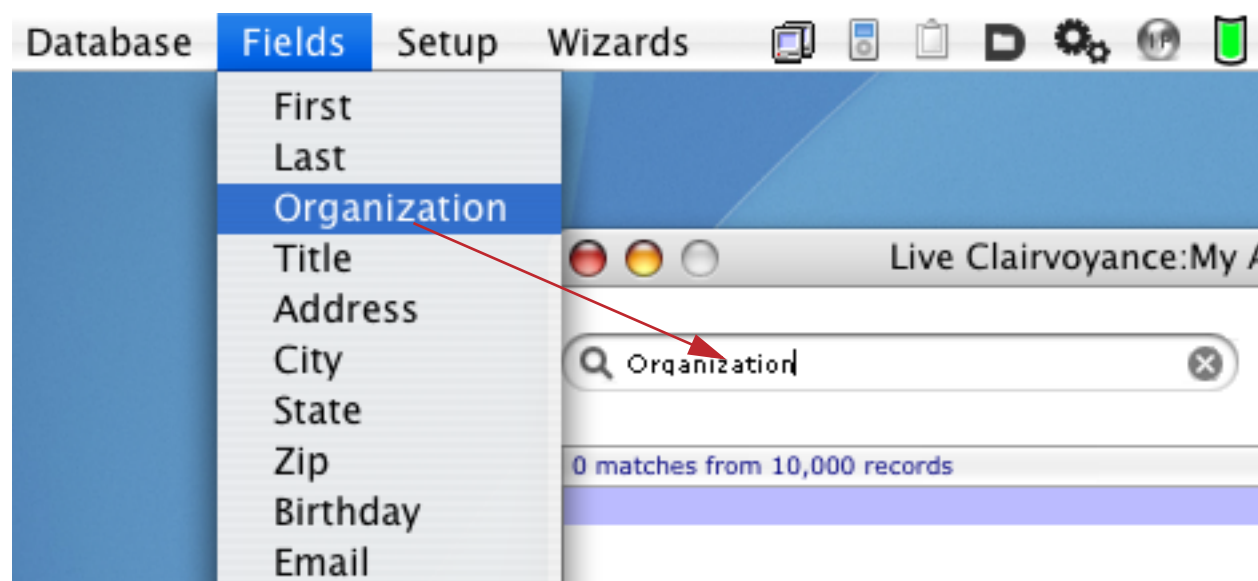 Database Fields Setup Wizards
First
Last
Organization
Title
Address
City
State
Zip
Birthday
Email
Live Clairvoyance:My A
Organization
0 matches from 10,000 records